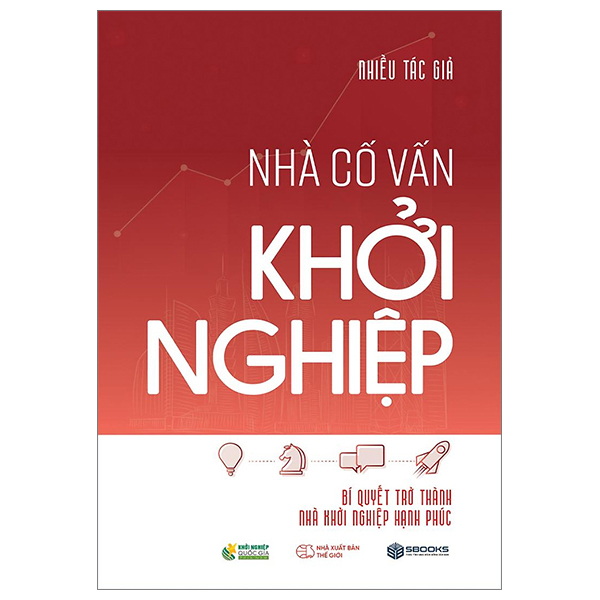 NHIỀU TÁC GIẢ
NHÀ CỐ VẤN
KHỞI
NGHIỆP
BÍ QUYẾT TRỞ THÀNH
NHÀ KHỞI NGHIỆP HẠNH PHÚC
KHỞI NGHIỆP
QUỐC GIA
NHÀ XUẤT BẢN
THẾ GIỚI
SBOOKS